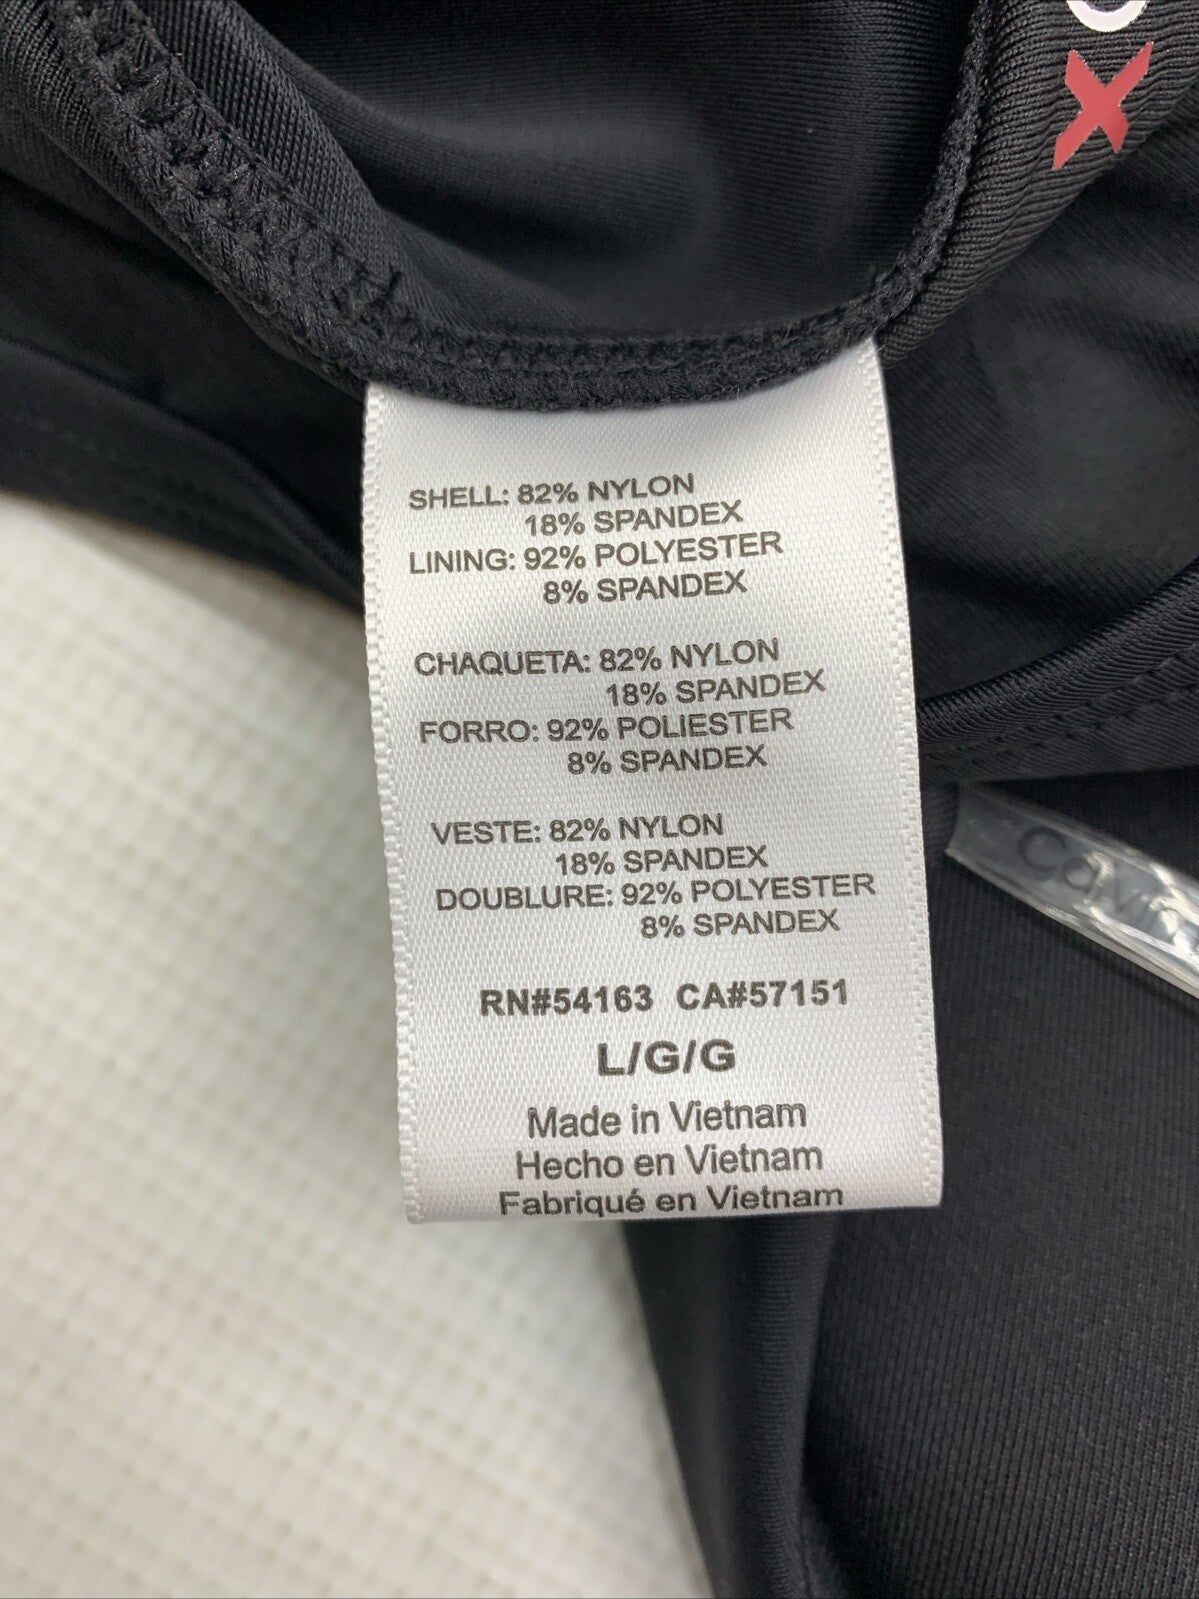 X
SHELL: 82% NYLON
18% SPANDEX
LINING: 92% POLYESTER
8% SPANDEX
CHAQUETA: 82% NYLON
18% SPANDEX
FORRO: 92% POLIESTER
8% SPANDEX
VESTE: 82% NYLON
18% SPANDEX
DOUBLURE: 92% POLYESTER
8% SPANDEX
RN#54163 CA#57151
L/G/G
Made in Vietnam
Hecho en Vietnam
Fabriqué en Vietnam
Calvin